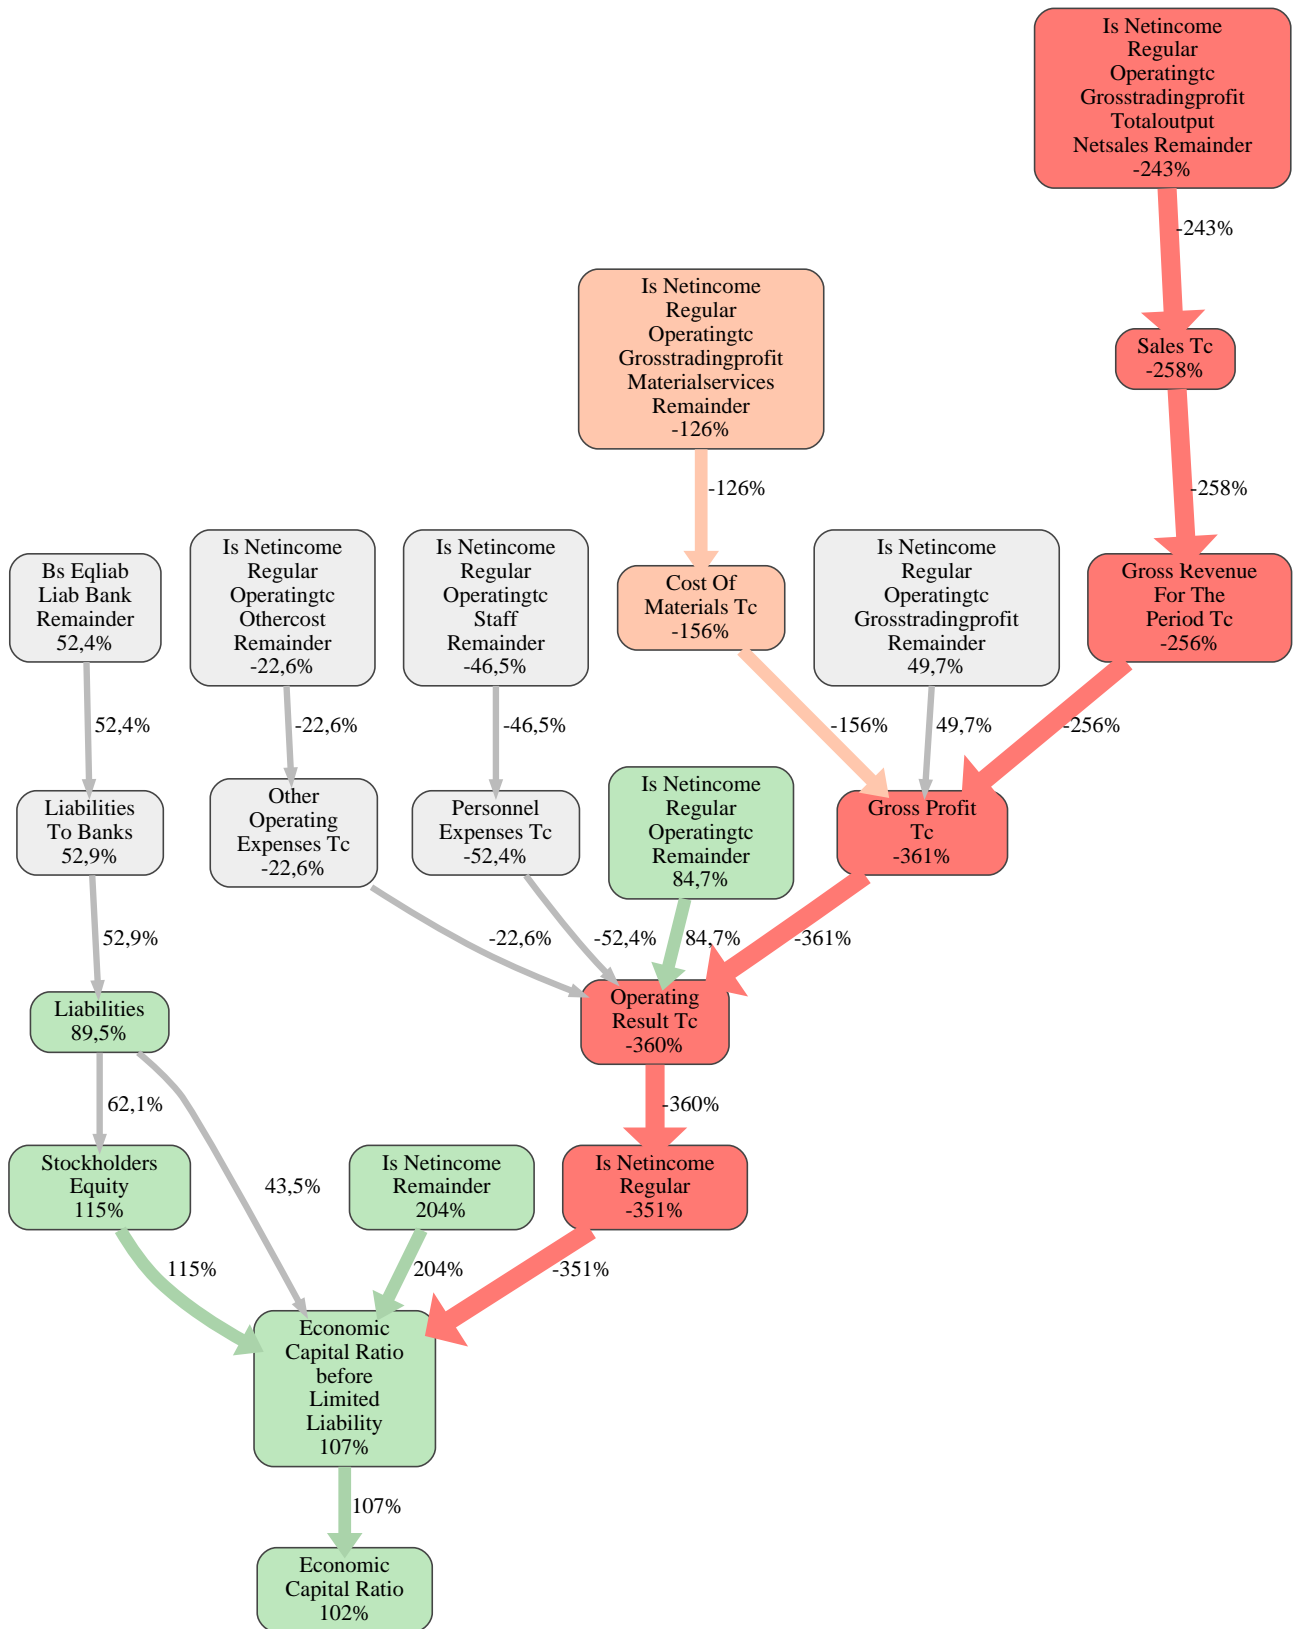 Is Netincome
Regular
Operatingtc
Grosstradingprofit
Totaloutput
Netsales Remainder
-243%
-243%
Is Netincome
Regular
Operatingtc
Grosstradingprofit
Materialservices
Remainder
-126%
Sales Tc
-258%
-126%
-258%
Bs Eqliab
Liab Bank
Remainder
52,4%
Is Netincome
Regular
Operatingtc
Othercost
Remainder
-22,6%
Is Netincome
Regular
Operatingtc
Staff
Remainder
-46,5%
Cost Of
Materials Tc
-156%
Is Netincome
Regular
Operatingtc
Grosstradingprofit
Remainder
49,7%
Gross Revenue
For The
Period Tc
-256%
52,4%
-22,6%
-46,5%
-156%
49,7%
-256%
Liabilities
To Banks
52,9%
Other
Operating
Expenses Tc
-22,6%
Personnel
Expenses Tc
-52,4%
Is Netincome
Regular
Operatingtc
Remainder
84,7%
Gross Profit
Tc
-361%
52,9%
-22,6%
-52,4%
84,7%
-361%
Liabilities
89,5%
Operating
Result Tc
-360%
62,1%
-360%
Stockholders
Equity
115%
43,5%
Is Netincome
Remainder
204%
Is Netincome
Regular
-351%
115%
204%
-351%
Economic
Capital Ratio
before
Limited
Liability
107%
107%
Economic
Capital Ratio
102%